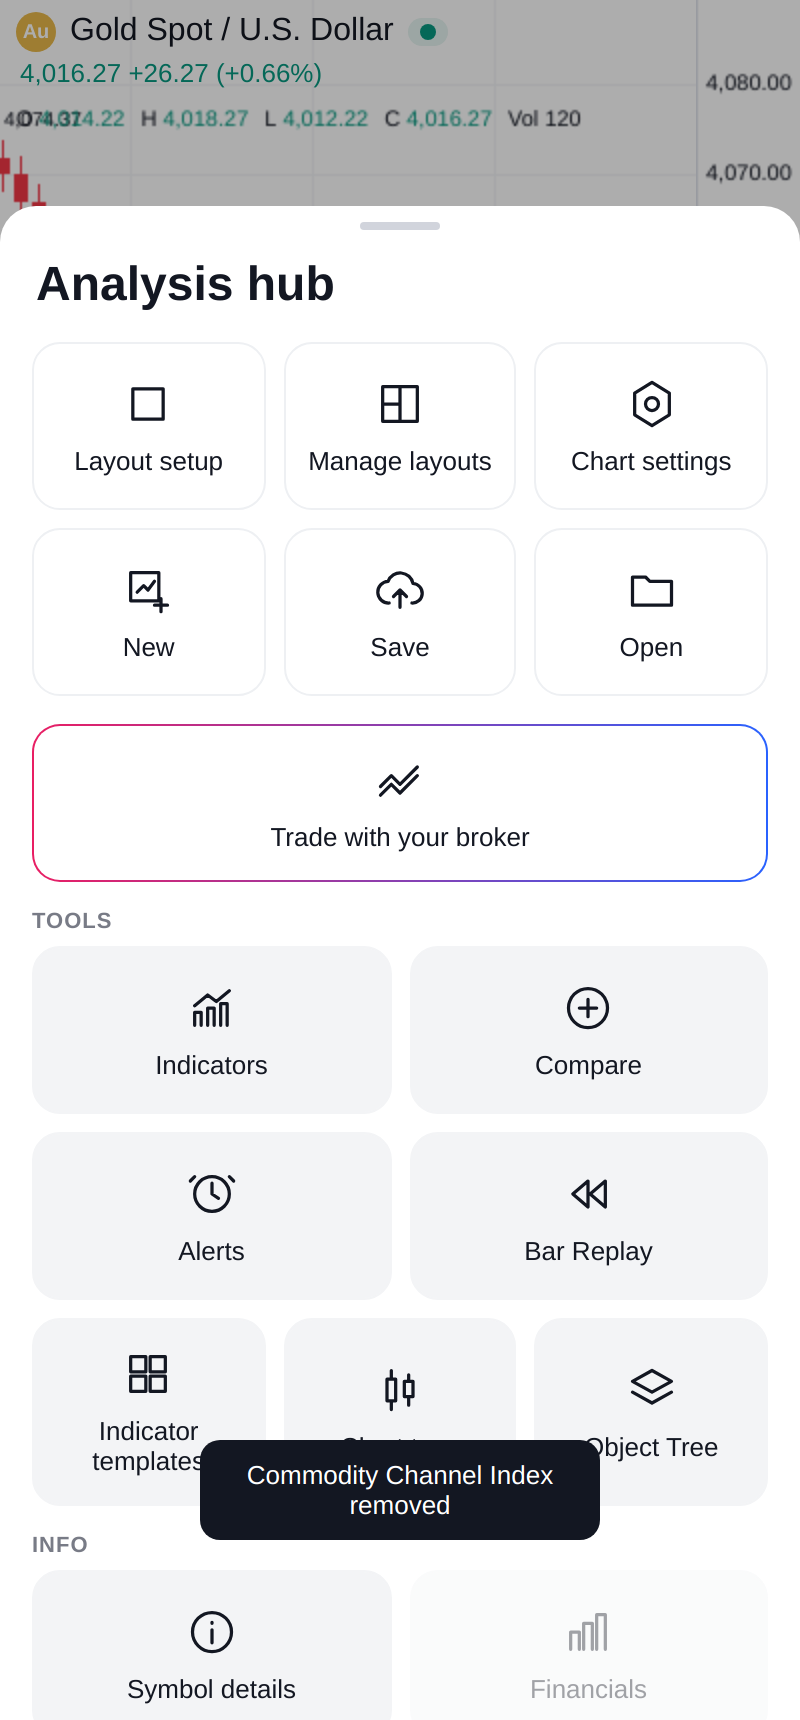 Au Gold Spot / U.S. Dollar
4,016.27 +26.27 (+0.66%)
H 4,018.27 L 4,012.22 C 4,016.27 Vol 120
4,080.00
4,070.00
Analysis hub
Layout setup Manage layouts Chart settings
New Save Open
Trade with your broker
TOOLS
Indicators Compare
Alerts Bar Replay
Indicator
templates Object Tree
Commodity Channel Index
removed
INFO
Symbol details Financials